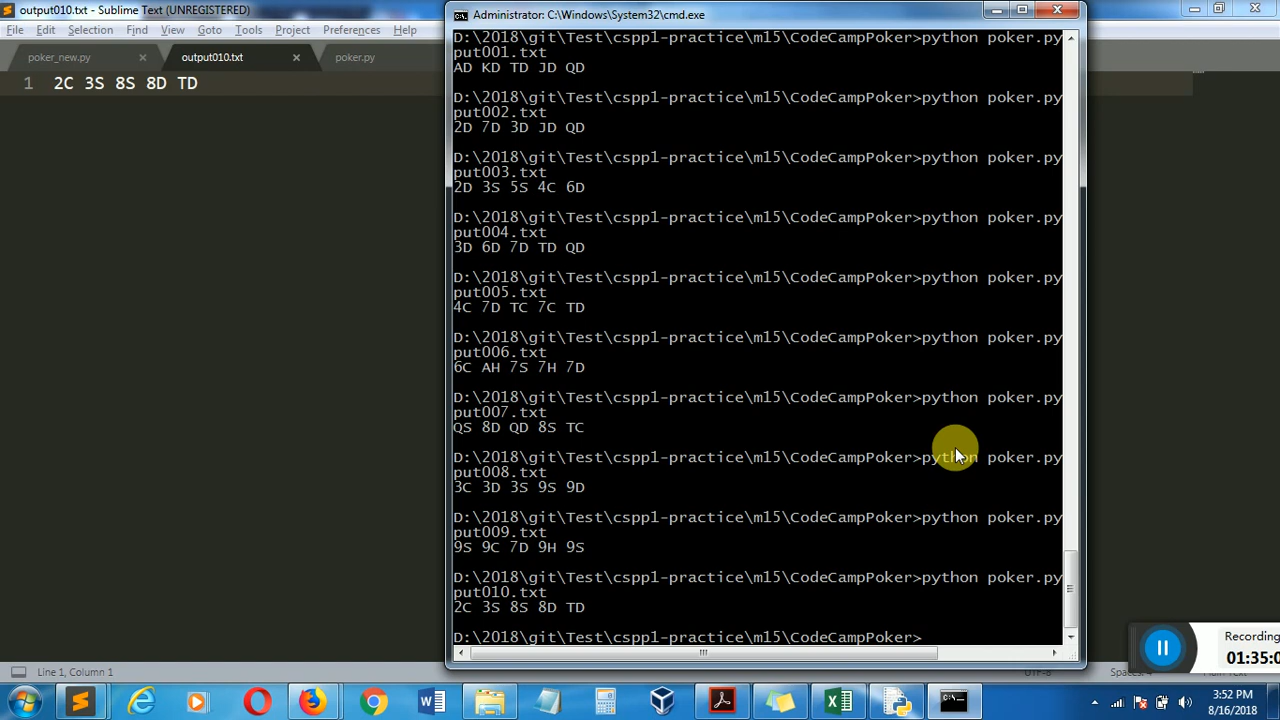 output010.txt - Sublime Text (UNREGISTERED)
File Edit Selection Find View Goto Tools Project Preferences Help
poker_new.py output010.txt poker.py
1 2C 3S 8S 8D TD
Administrator: C:\Windows\System32\cmd.exe
D:\2018\git\Test\cspp1-practice\m15\CodeCampPoker>python poker.py
put001.txt
AD KD TD JD QD
D:\2018\git\Test\cspp1-practice\m15\CodeCampPoker>python poker.py
put002.txt
2D 7D 3D JD QD
D:\2018\git\Test\cspp1-practice\m15\CodeCampPoker>python poker.py
put003.txt
2D 3S 5S 4C 6D
D:\2018\git\Test\cspp1-practice\m15\CodeCampPoker>python poker.py
put004.txt
3D 6D 7D TD QD
D:\2018\git\Test\cspp1-practice\m15\CodeCampPoker>python poker.py
put005.txt
4C 7D TC 7C TD
D:\2018\git\Test\cspp1-practice\m15\CodeCampPoker>python poker.py
put006.txt
6C AH 7S 7H 7D
D:\2018\git\Test\cspp1-practice\m15\CodeCampPoker>python poker.py
put007.txt
QS 8D QD 8S TC
D:\2018\git\Test\cspp1-practice\m15\CodeCampPoker>python poker.py
put008.txt
3C 3D 3S 9S 9D
D:\2018\git\Test\cspp1-practice\m15\CodeCampPoker>python poker.py
put009.txt
9S 9C 7D 9H 9S
D:\2018\git\Test\cspp1-practice\m15\CodeCampPoker>python poker.py
put010.txt
2C 3S 8S 8D TD
D:\2018\git\Test\cspp1-practice\m15\CodeCampPoker>
Recording
01:35:0
Line 1, Column 1
3:52 PM
8/16/2018